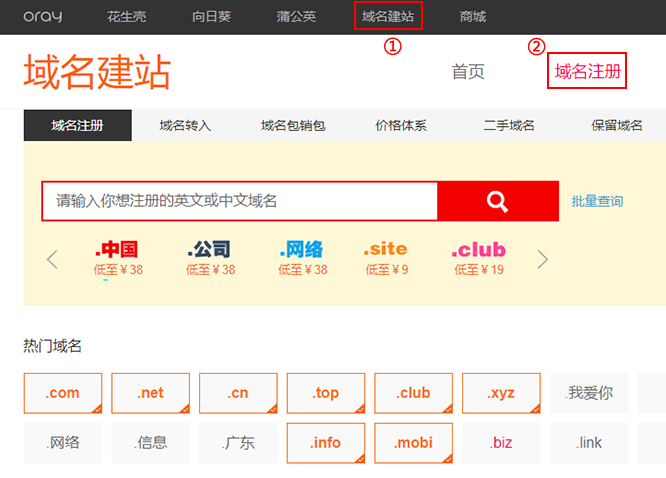 oray 花生壳 向日葵 蒲公英 域名建站 商城
① ②
域名建站 首页 域名注册
域名注册 域名转入 域名包销包 价格体系 二手域名 保留域名
请输入你想注册的英文或中文域名 批量查询
.中国 .公司 .网络 .site .club
低至￥38 低至￥38 低至￥38 低至￥9 低至￥19
热门域名
.com .net .cn .top .club .xyz .我爱你
.网络 .信息 .广东 .info .mobi .biz .link